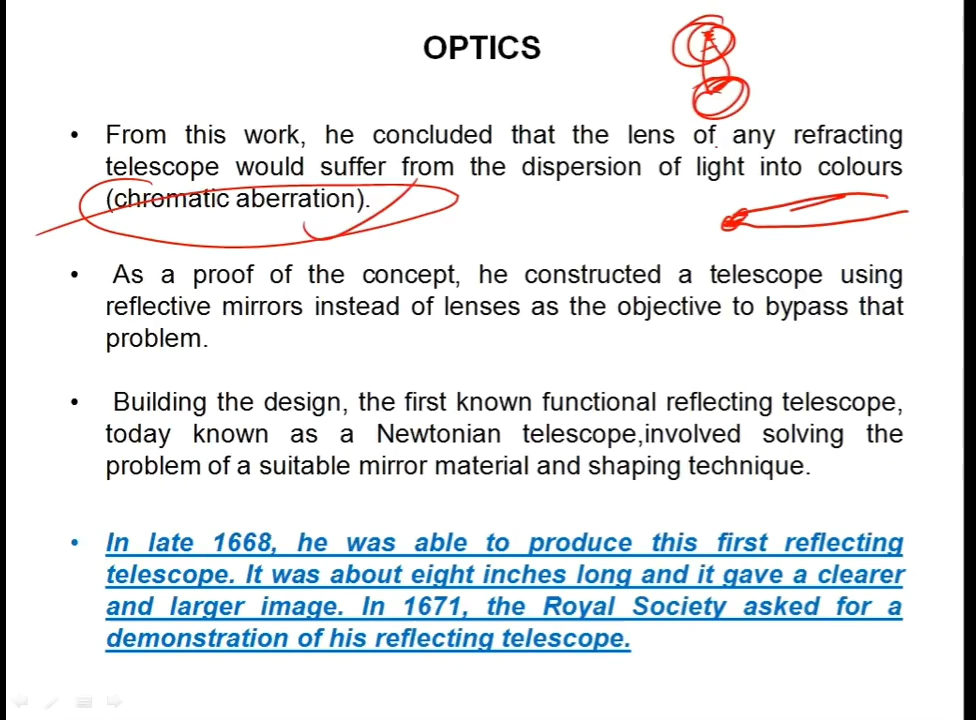 OPTICS
• From this work, he concluded that the lens of any refracting
telescope would suffer from the dispersion of light into colours
(chromatic aberration).
• As a proof of the concept, he constructed a telescope using
reflective mirrors instead of lenses as the objective to bypass that
problem.
• Building the design, the first known functional reflecting telescope,
today known as a Newtonian telescope,involved solving the
problem of a suitable mirror material and shaping technique.
• In late 1668, he was able to produce this first reflecting
telescope. It was about eight inches long and it gave a clearer
and larger image. In 1671, the Royal Society asked for a
demonstration of his reflecting telescope.